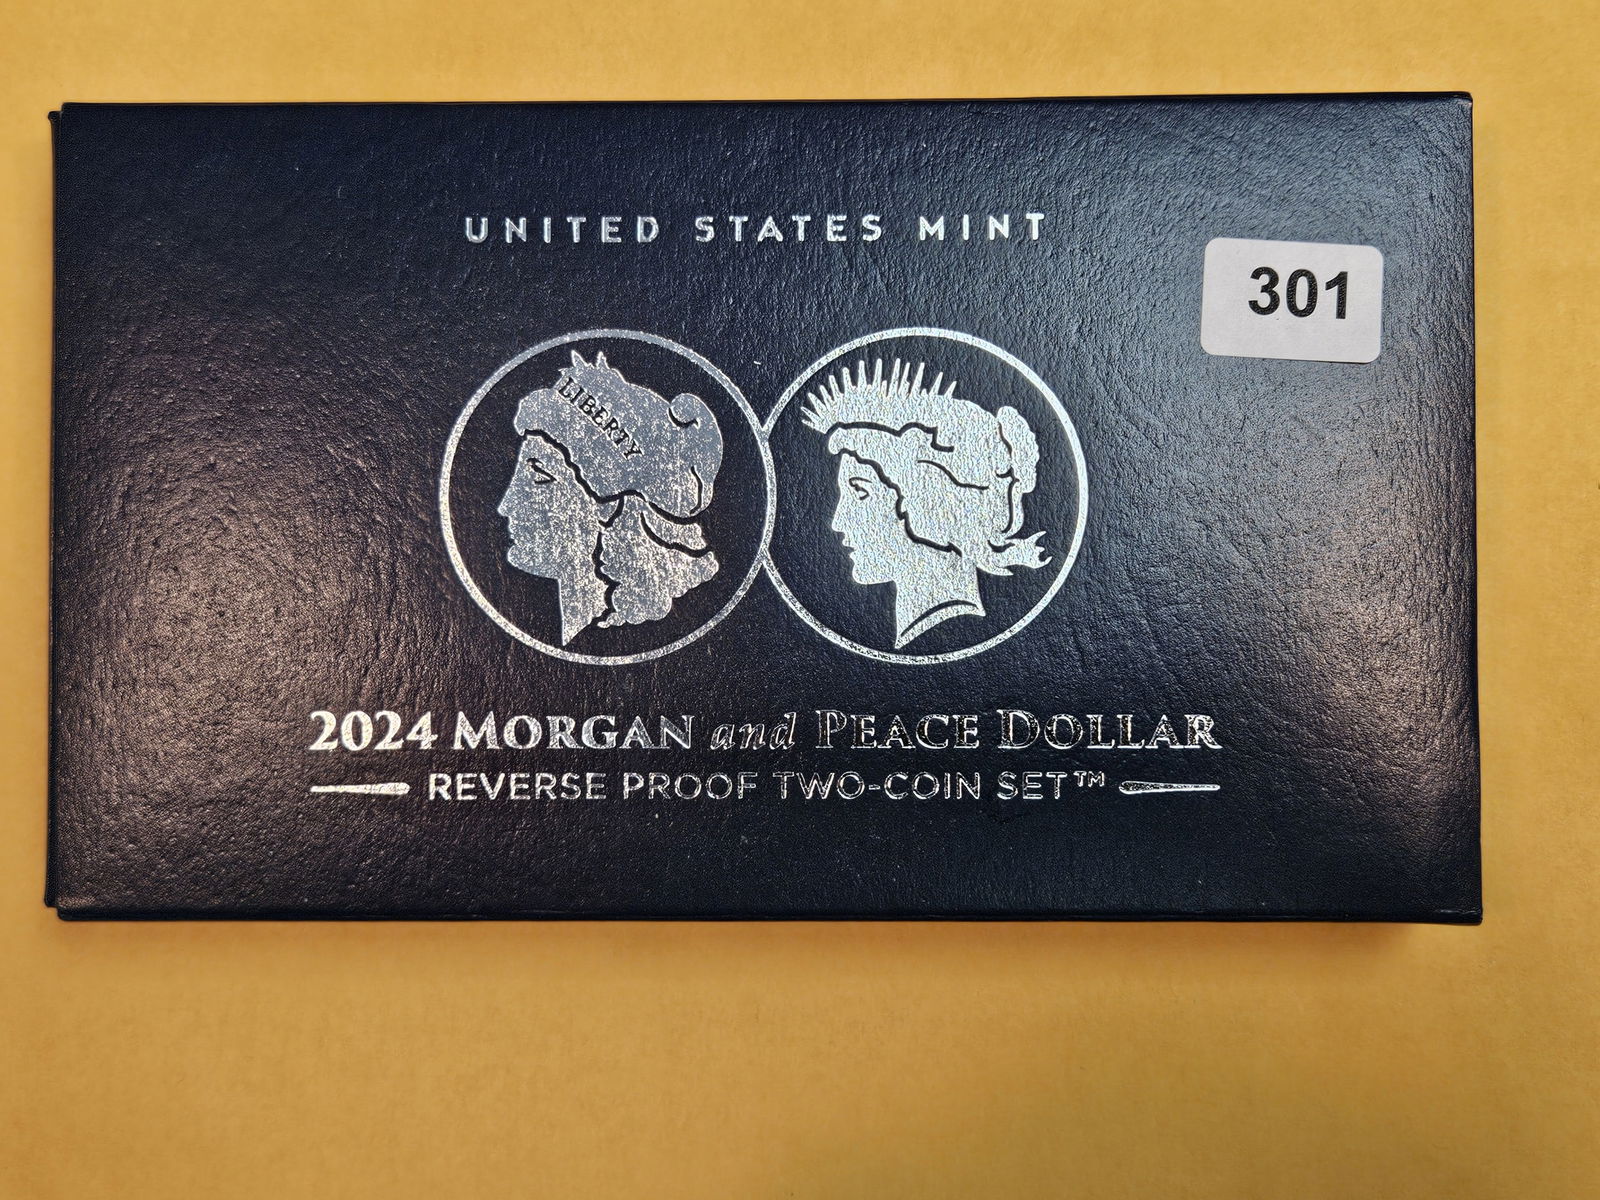 UNITED STATES MINT
301
LIBERTY
2024 MORGAN and PEACE DOLLAR
REVERSE PROOF TWO-COIN SET™